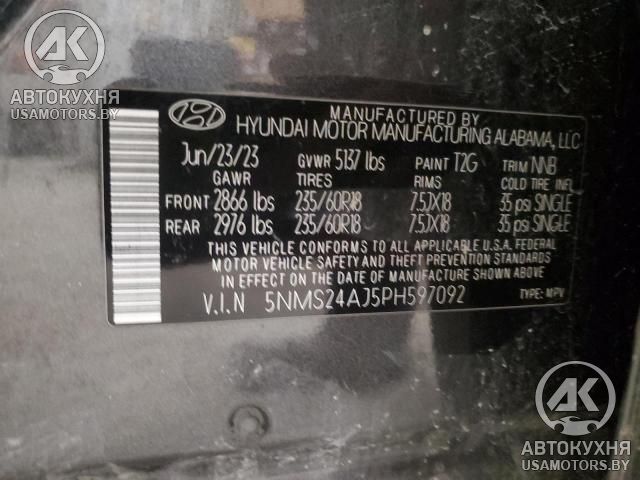 АК
АВТОКУХНЯ
USAMOTORS.BY
MANUFACTURED BY
HYUNDAI MOTOR MANUFACTURING ALABAMA, LLC
Jun/23/23 GVWR 5137 lbs PAINT T2G TRIM NNB
GAWR TIRES RIMS COLD TIRE INFL
FRONT 2866 lbs 235/60R18 7.5JX18 35 psi SINGLE
REAR 2976 lbs 235/60R18 7.5JX18 35 psi SINGLE
THIS VEHICLE CONFORMS TO ALL APPLICABLE U.S.A. FEDERAL
MOTOR VEHICLE SAFETY AND THEFT PREVENTION STANDARDS
IN EFFECT ON THE DATE OF MANUFACTURE SHOWN ABOVE
V.I.N 5NMS24AJ5PH597092 TYPE: MPV
АК
АВТОКУХНЯ
USAMOTORS.BY